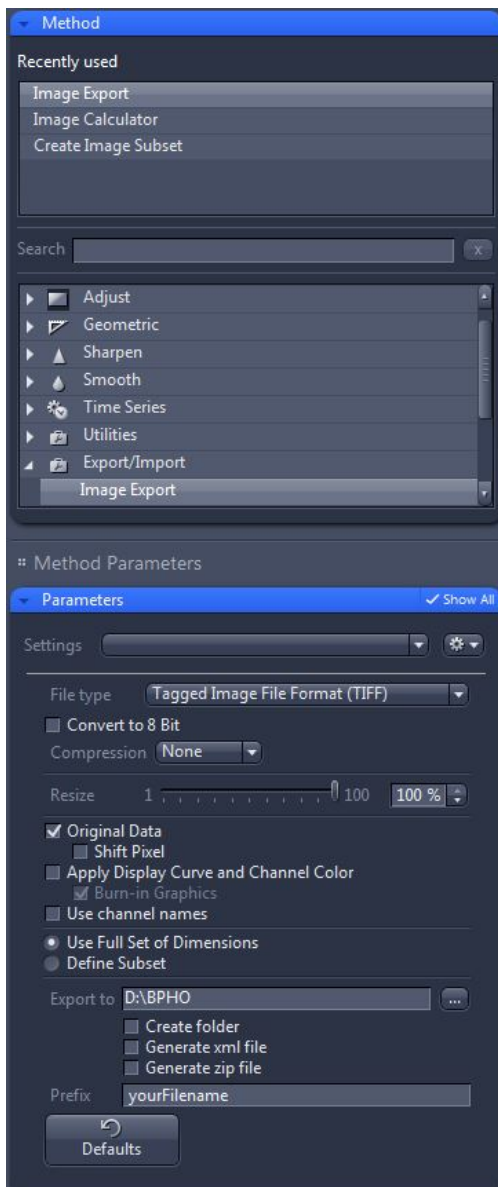 Method
Recently used
Image Export
Image Calculator
Create Image Subset
Search x
Adjust
Geometric
Sharpen
Smooth
Time Series
Utilities
Export/Import
Image Export
Method Parameters
Parameters Show All
Settings
File type Tagged Image File Format (TIFF)
Convert to 8 Bit
Compression None
Resize 1 100 100 %
Original Data
Shift Pixel
Apply Display Curve and Channel Color
Burn-in Graphics
Use channel names
Use Full Set of Dimensions
Define Subset
Export to D:\BPHO ...
Create folder
Generate xml file
Generate zip file
Prefix yourFilename
Defaults